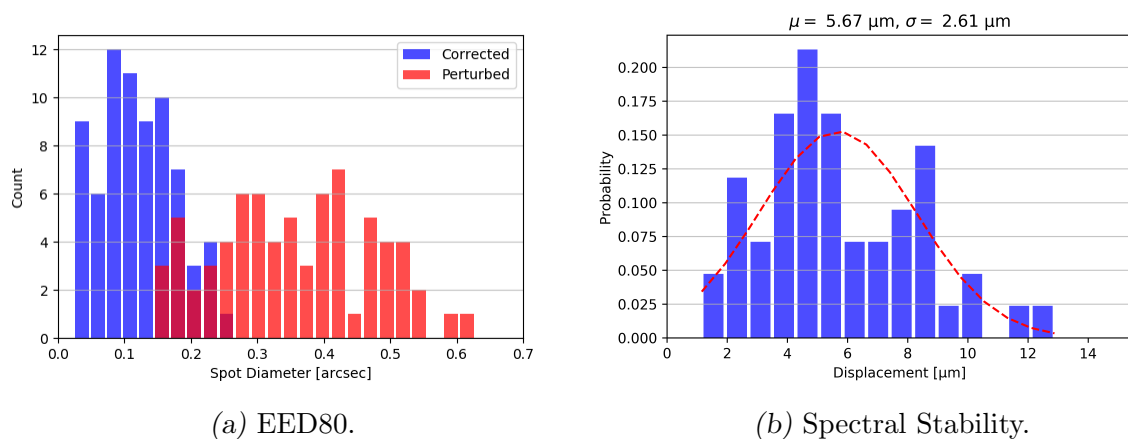 Count
12
10
8
6
4
2
0
0.0 0.1 0.2 0.3 0.4 0.5 0.6 0.7
Spot Diameter [arcsec]
Corrected
Perturbed
(a) EED80.
μ = 5.67 μm, σ = 2.61 μm
Probability
0.200
0.175
0.150
0.125
0.100
0.075
0.050
0.025
0.000
0 2 4 6 8 10 12 14
Displacement [μm]
(b) Spectral Stability.